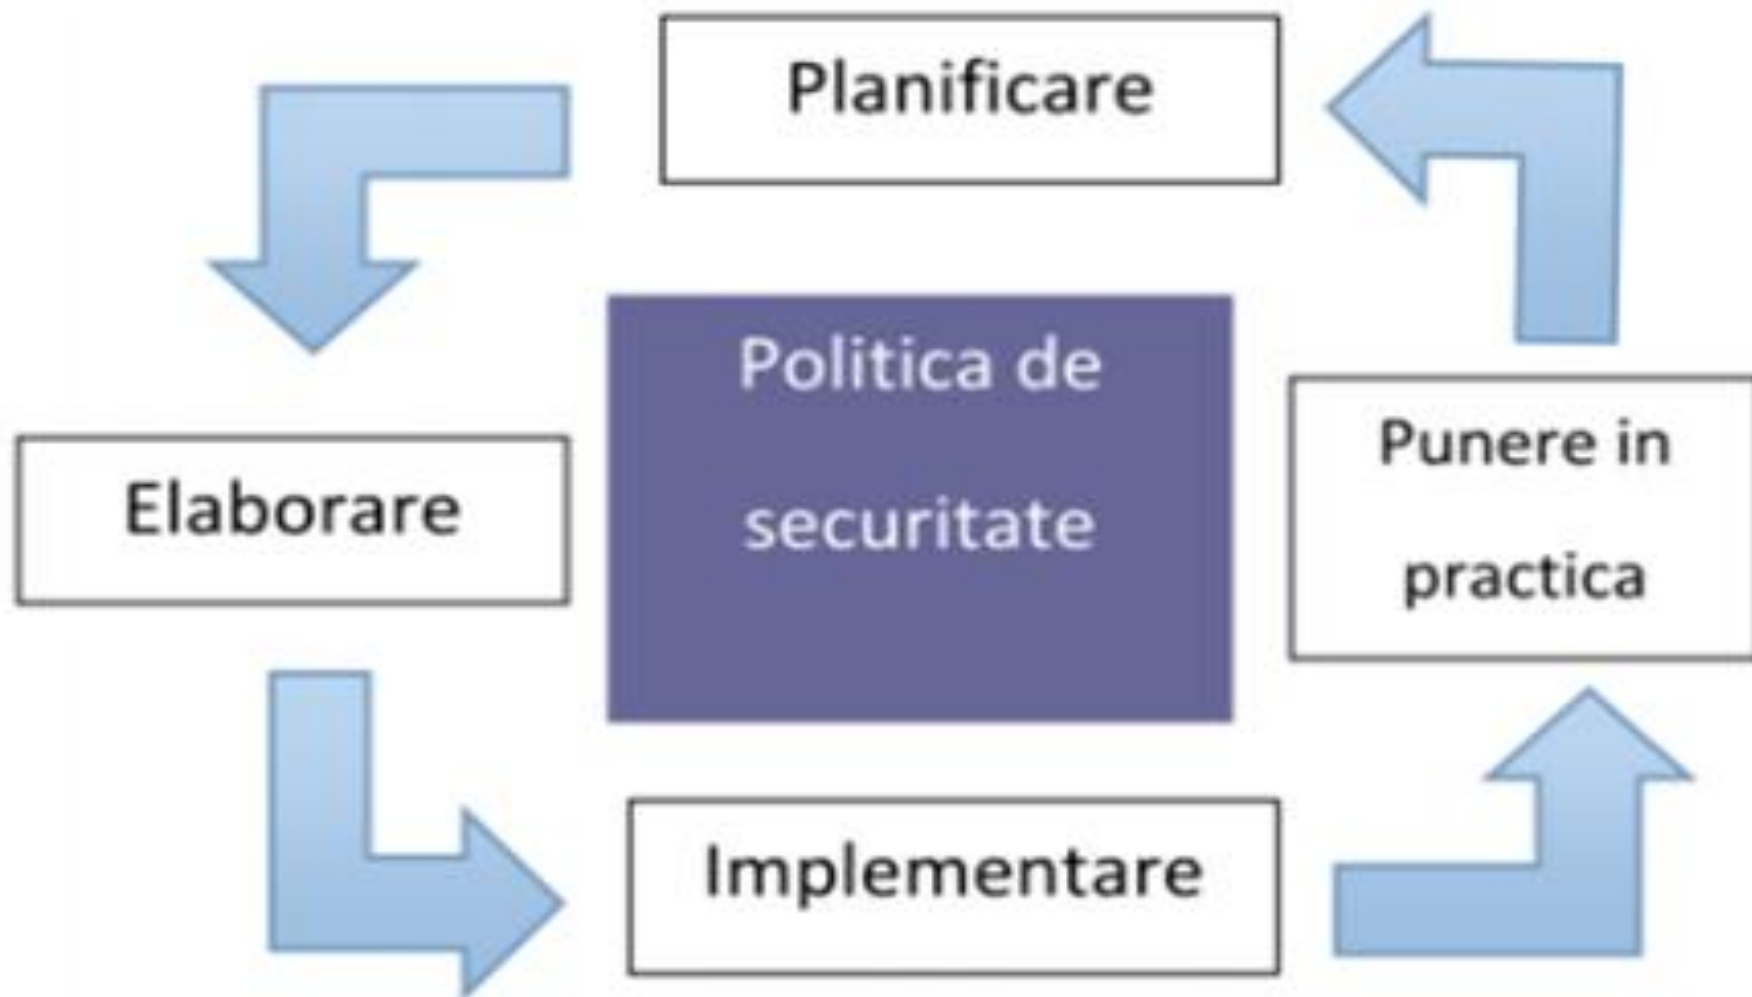 Planificare
Politica de
securitate
Elaborare
Punere in
practica
Implementare